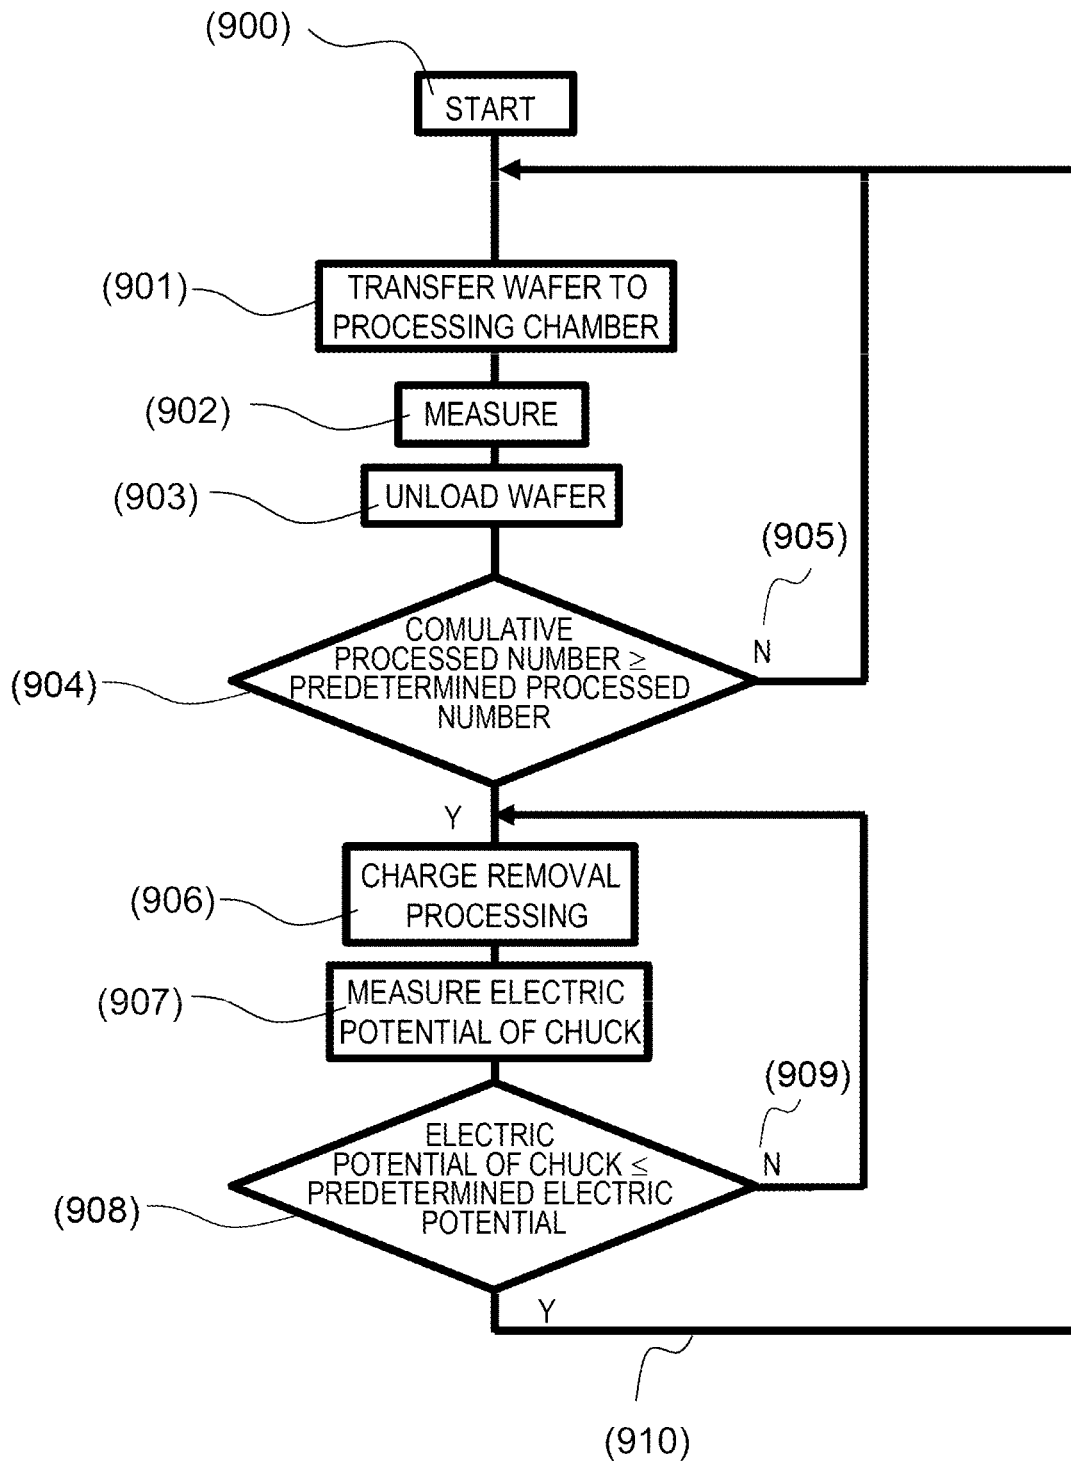 (900)
START
(901)
TRANSFER WAFER TO
PROCESSING CHAMBER
(902)
MEASURE
(903)
UNLOAD WAFER
(905)
N
(904)
COMULATIVE
PROCESSED NUMBER ≥
PREDETERMINED PROCESSED
NUMBER
Y
(906)
CHARGE REMOVAL
PROCESSING
(907)
MEASURE ELECTRIC
POTENTIAL OF CHUCK
(909)
N
(908)
ELECTRIC
POTENTIAL OF CHUCK ≤
PREDETERMINED ELECTRIC
POTENTIAL
Y
(910)